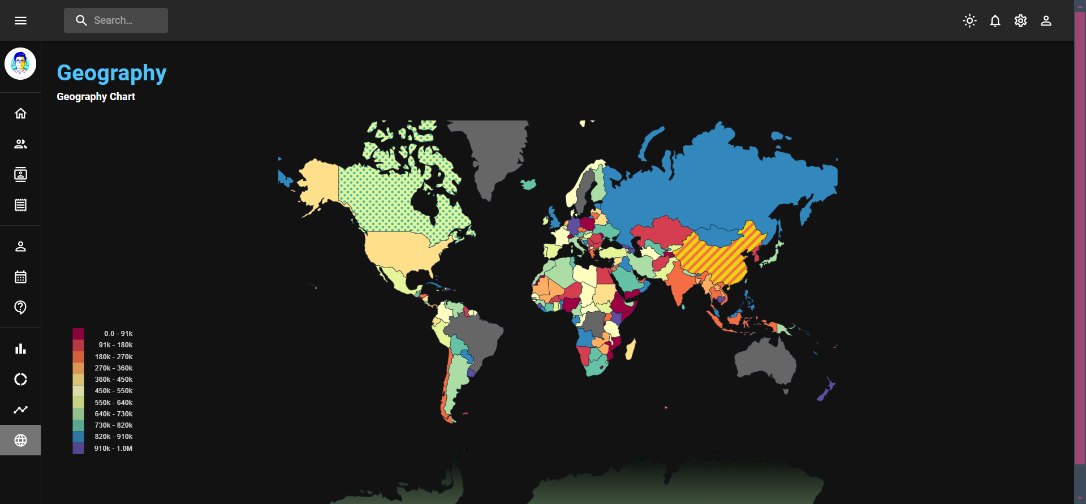 Search...
Geography
Geography Chart
0.0 - 91k
91k - 180k
180k - 270k
270k - 360k
360k - 450k
450k - 550k
550k - 640k
640k - 730k
730k - 820k
820k - 910k
910k - 1.0M